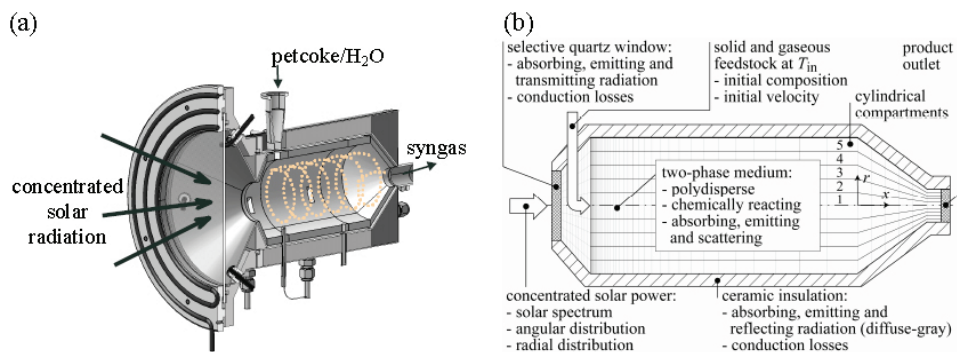 (a)
petcoke/H2O
syngas
concentrated
solar
radiation
(b)
selective quartz window:
- absorbing, emitting and
transmitting radiation
- conduction losses
solid and gaseous
feedstock at Tin
- initial composition
- initial velocity
product
outlet
cylindrical
compartments
5
4
3
2
1
r
x
two-phase medium:
- polydisperse
- chemically reacting
- absorbing, emitting
and scattering
concentrated solar power:
- solar spectrum
- angular distribution
- radial distribution
ceramic insulation:
- absorbing, emitting and
reflecting radiation (diffuse-gray)
- conduction losses